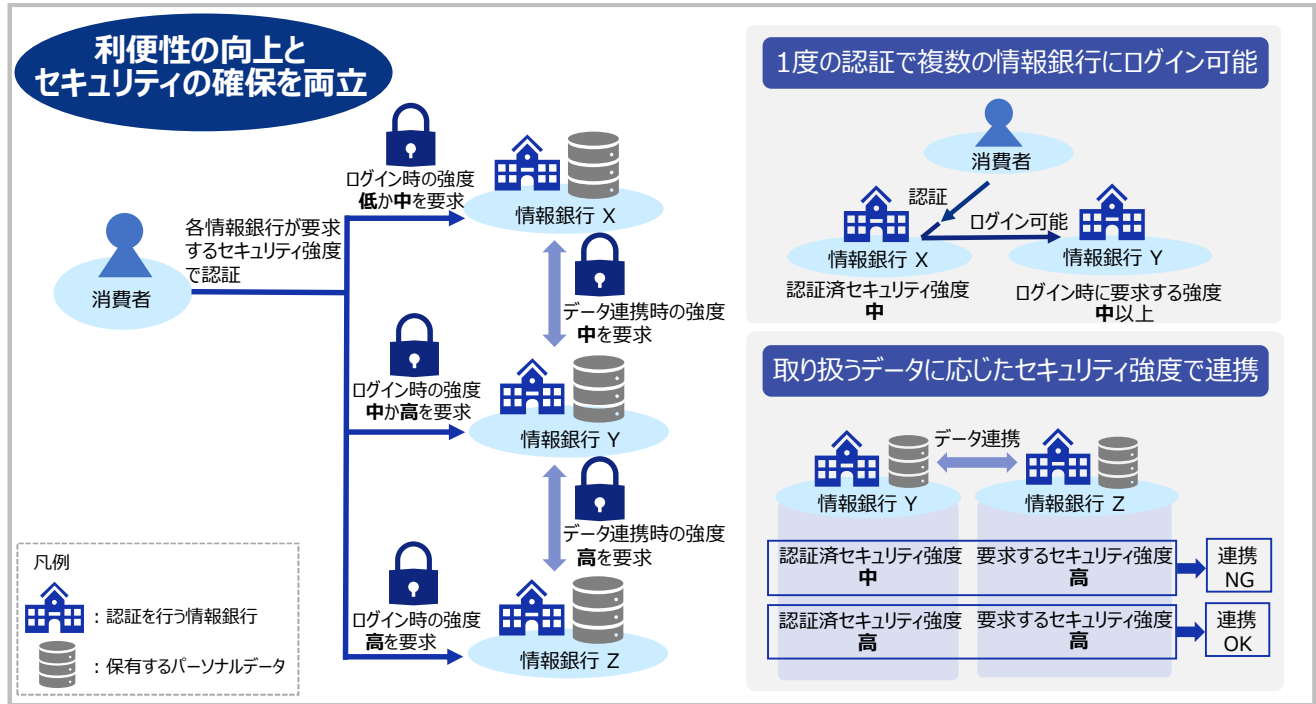 利便性の向上と
セキュリティの確保を両立
消費者
各情報銀行が要求
するセキュリティ強度
で認証
ログイン時の強度
低か中を要求
情報銀行 X
データ連携時の強度
中を要求
ログイン時の強度
中か高を要求
情報銀行 Y
データ連携時の強度
高を要求
ログイン時の強度
高を要求
情報銀行 Z
凡例
：認証を行う情報銀行
：保有するパーソナルデータ
1度の認証で複数の情報銀行にログイン可能
消費者
認証
ログイン可能
情報銀行 X
情報銀行 Y
認証済セキュリティ強度
中
ログイン時に要求する強度
中以上
取り扱うデータに応じたセキュリティ強度で連携
データ連携
情報銀行 Y
情報銀行 Z
認証済セキュリティ強度
中
要求するセキュリティ強度
高
連携
NG
認証済セキュリティ強度
高
要求するセキュリティ強度
高
連携
OK